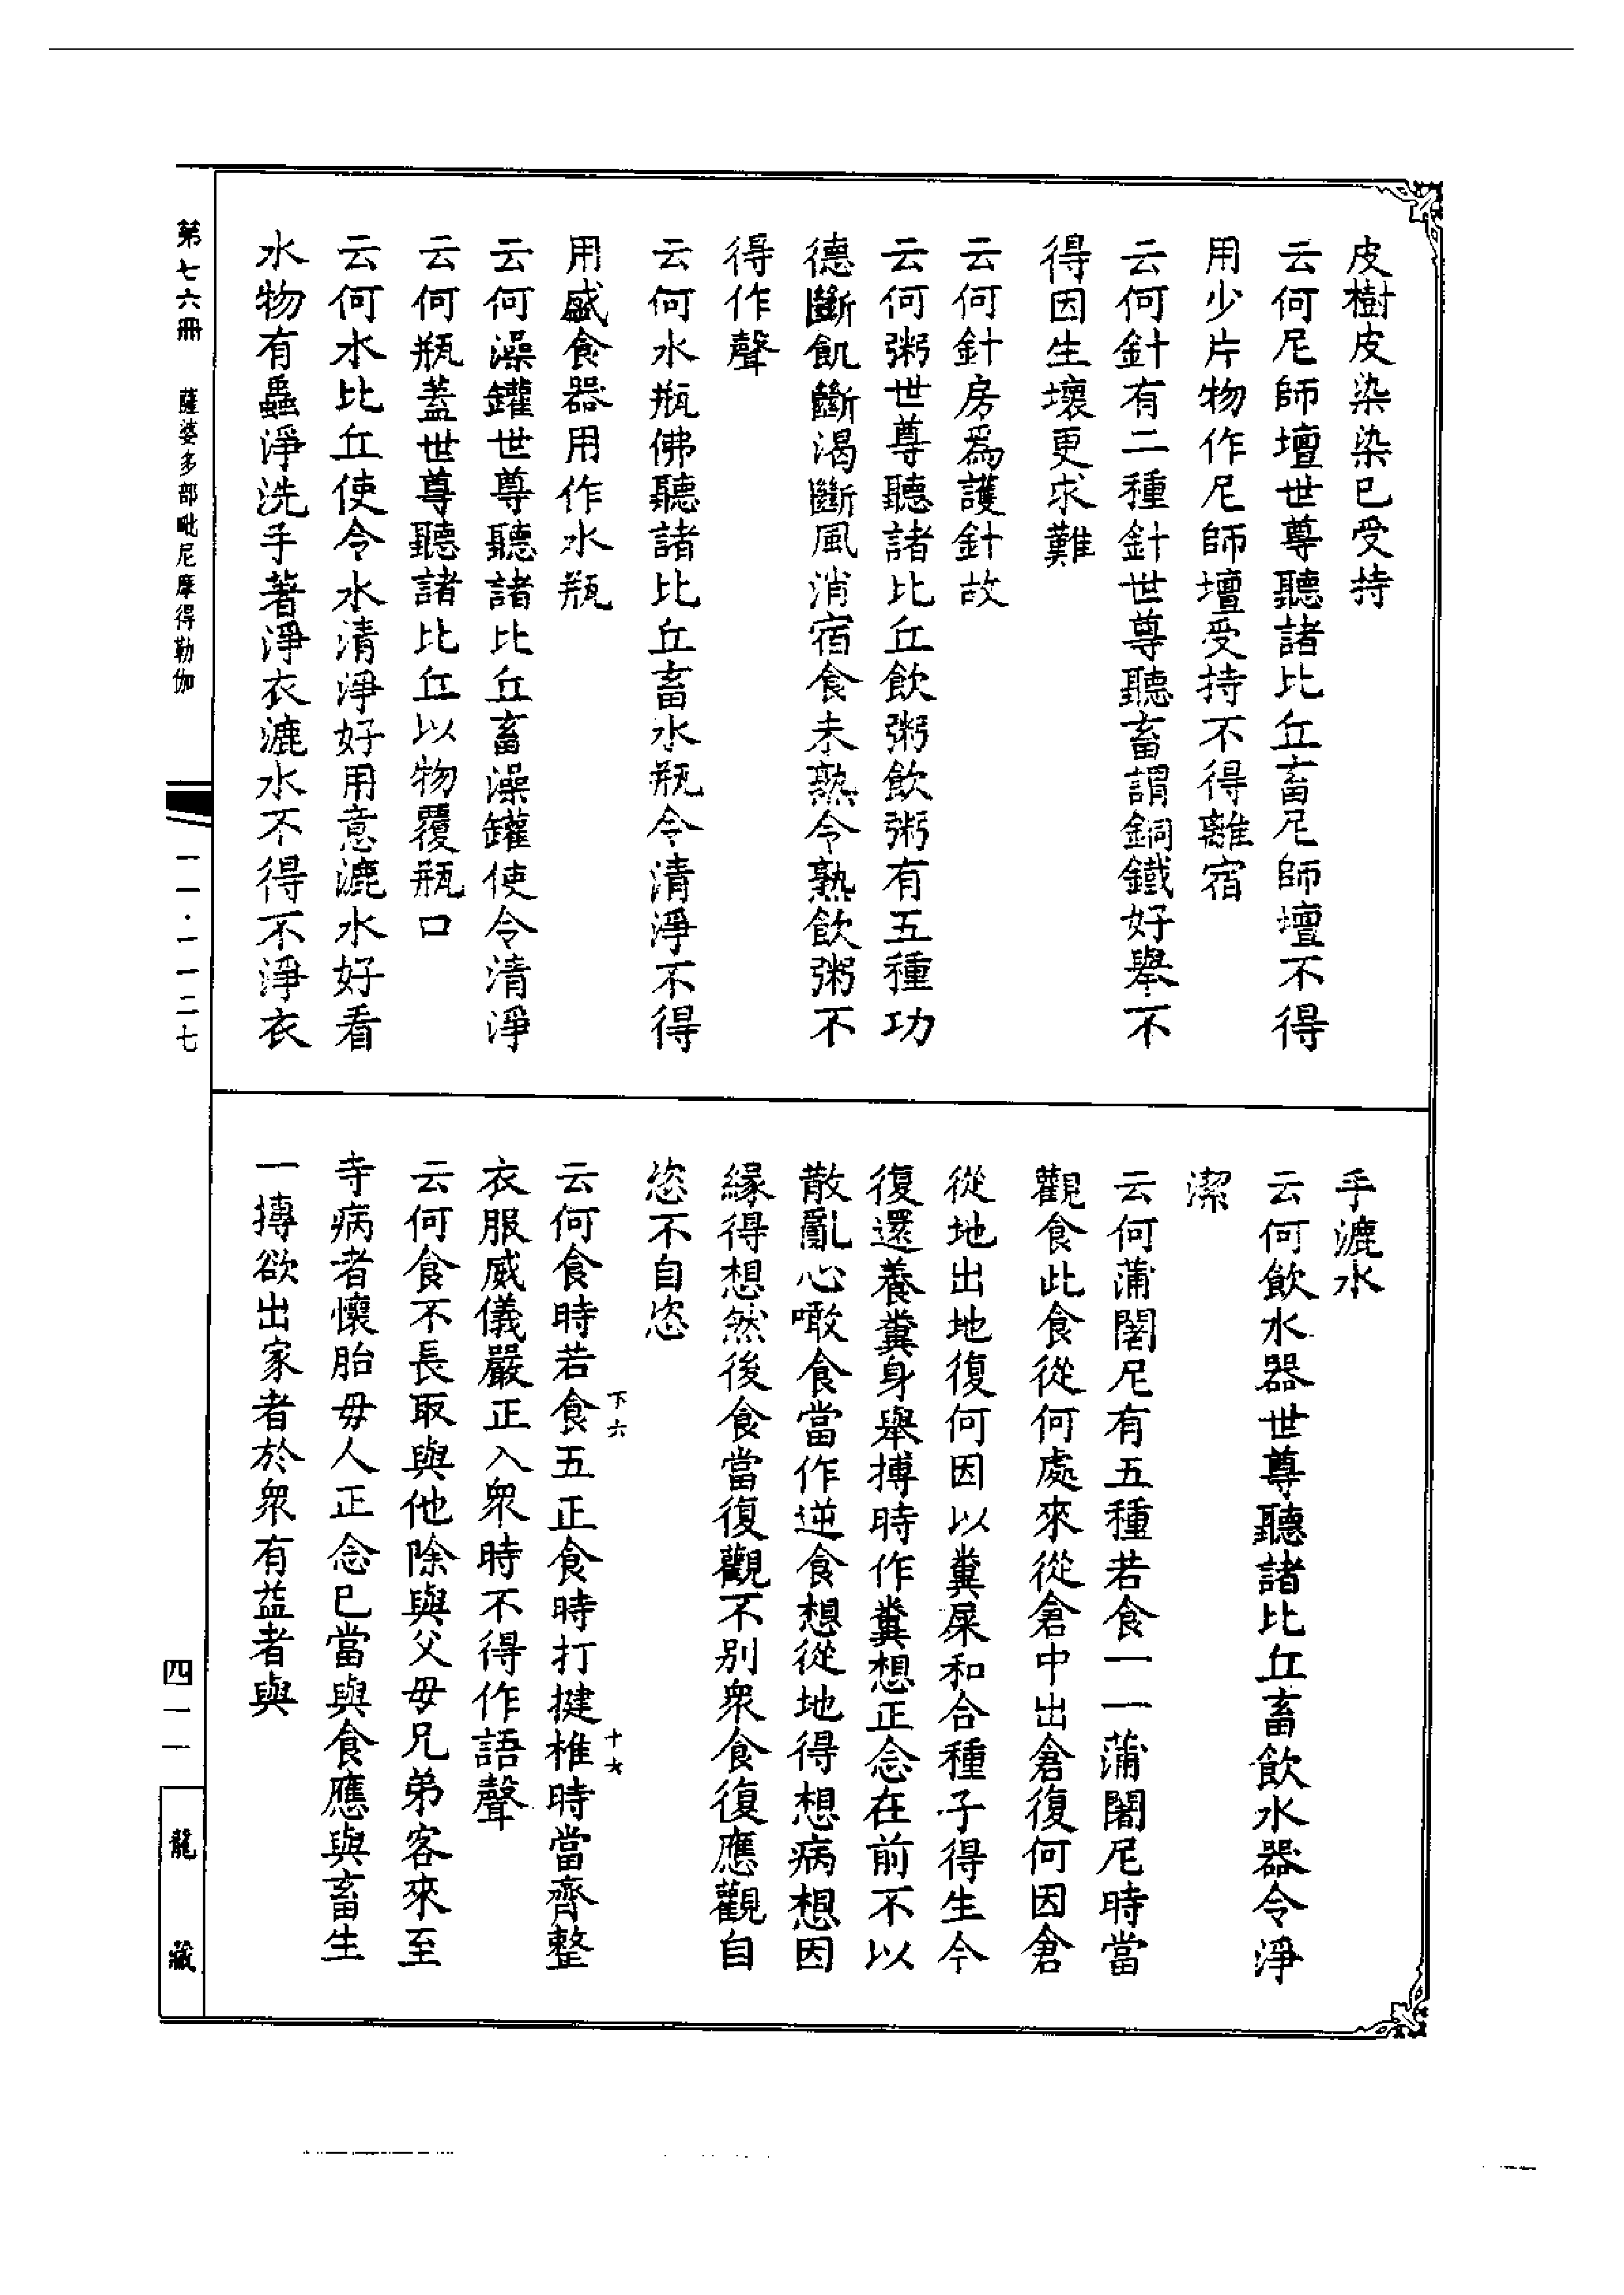 皮樹皮染染已受持
云何尼師壇世尊聽諸比丘畜尼師壇不得
用少片物作尼師壇受持不得離宿
云何針有二種針世尊聽畜謂銅鐵好舉不
得因生壞更求難
云何針房爲護針故
云何粥世尊聽諸比丘飲粥飲粥有五種功
德斷飢斷渴斷風消宿食未熟令熟飲粥不
得作聲
云何水瓶佛聽諸比丘畜水瓶令清淨不得
用盛食器用作水瓶
云何澡罐世尊聽諸比丘畜澡罐使令清淨
云何瓶蓋世尊聽諸比丘以物覆瓶口
云何水比丘使令水清淨好用意漉水好看
水物有蟲淨洗手著淨衣漉水不得不淨衣
手漉水
云何飲水器世尊聽諸比丘畜飲水器令淨
潔
云何蒲闍尼有五種若食一一蒲闍尼時當
觀食此食從何處來從倉中出倉復何因倉
從地出地復何因以糞屎和合種子得生今
復還養糞身舉摶時作糞想正念在前不以
散亂心噉食當作逆食想從地得想病想因
緣得想然後食當復觀不別衆食復應觀自
恣不自恣
云何食時若食五正食時打揵椎時當齊整
衣服威儀嚴正入衆時不得作語聲
云何食不長取與他除與父母兄弟客來至
寺病者懷胎母人正念已當與食應與畜生
一摶欲出家者於衆有益者與
下六
十六
第七六冊 薩婆多部毗尼摩得勒伽
一一·一一二七
四一一
龍藏